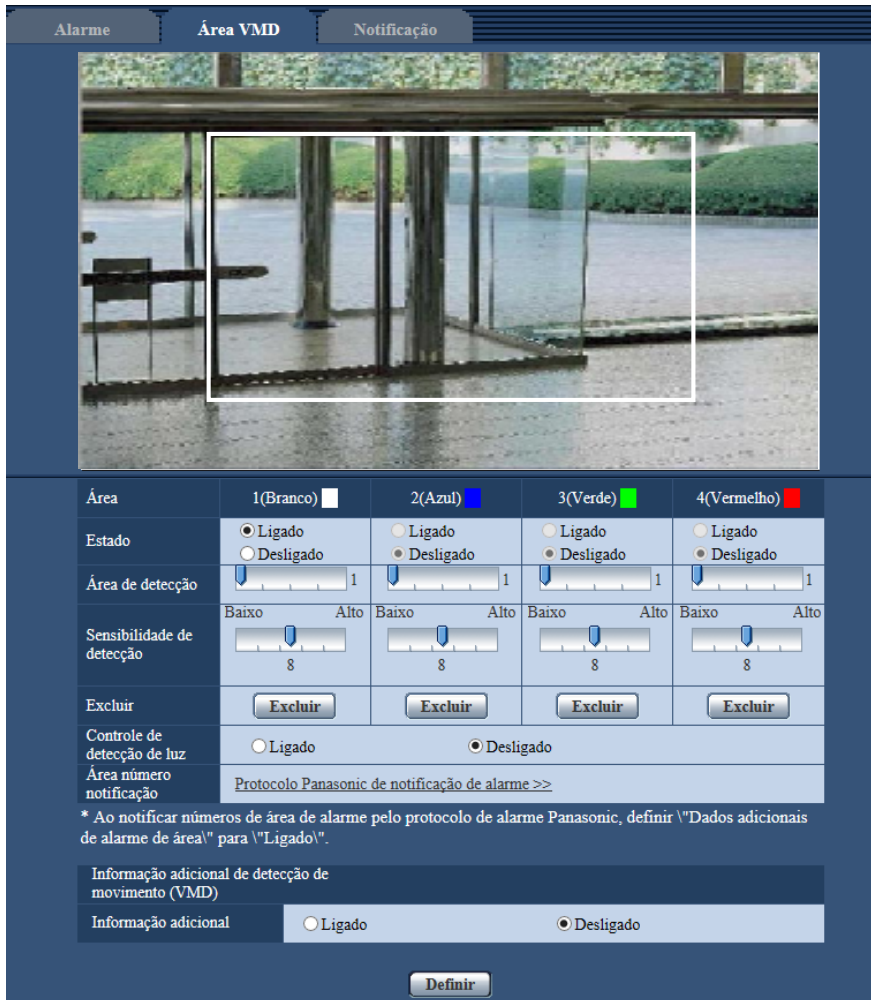 Alarme Área VMD Notificação
Área 1(Branco) 2(Azul) 3(Verde) 4(Vermelho)
Estado
Ligado Ligado Ligado Ligado
Desligado Desligado Desligado Desligado
Área de detecção 1 1 1 1
Baixo Alto Baixo Alto Baixo Alto Baixo Alto
Sensibilidade de
detecção
8 8 8 8
Excluir Excluir Excluir Excluir Excluir
Controle de
detecção de luz
Ligado Desligado
Área número
notificação
Protocolo Panasonic de notificação de alarme >>
* Ao notificar números de área de alarme pelo protocolo de alarme Panasonic, definir \"Dados adicionais
de alarme de área\" para \"Ligado\".
Informação adicional de detecção de
movimento (VMD)
Informação adicional Ligado Desligado
Definir